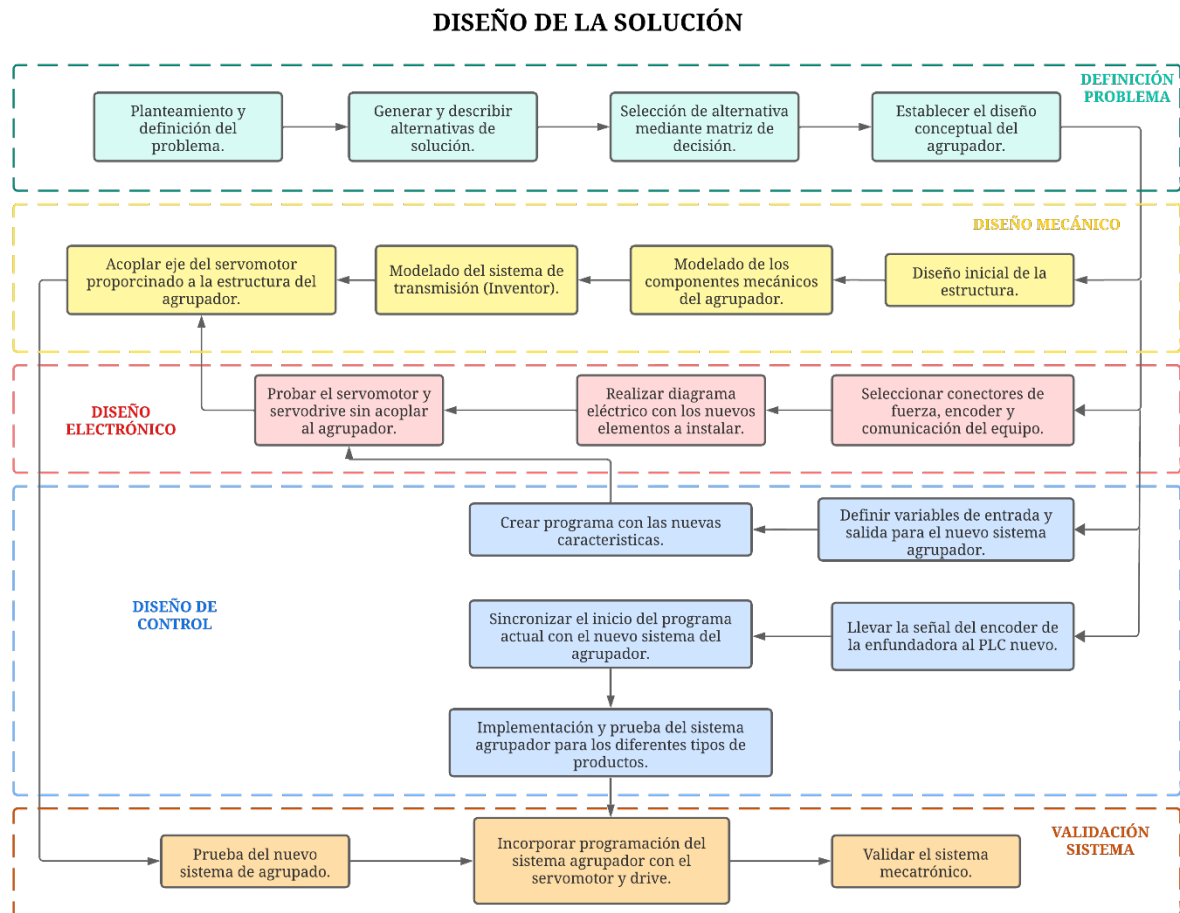 DISEÑO DE LA SOLUCIÓN
DEFINICIÓN
PROBLEMA
Planteamiento y
definición del
problema.
Generar y describir
alternativas de
solución.
Selección de alternativa
mediante matriz de
decisión.
Establecer el diseño
conceptual del
agrupador.
DISEÑO MECÁNICO
Acoplar eje del servomotor
proporcinado a la estructura del
agrupador.
Modelado del sistema de
transmisión (Inventor).
Modelado de los
componentes mecánicos
del agrupador.
Diseño inicial de la
estructura.
DISEÑO
ELECTRÓNICO
Probar el servomotor y
servodrive sin acoplar
al agrupador.
Realizar diagrama
eléctrico con los nuevos
elementos a instalar.
Seleccionar conectores de
fuerza, encoder y
comunicación del equipo.
Crear programa con las nuevas
caracteristicas.
Definir variables de entrada y
salida para el nuevo sistema
agrupador.
DISEÑO DE
CONTROL
Sincronizar el inicio del programa
actual con el nuevo sistema del
agrupador.
Llevar la señal del encoder de
la enfundadora al PLC nuevo.
Implementación y prueba del sistema
agrupador para los diferentes tipos de
productos.
VALIDACIÓN
SISTEMA
Prueba del nuevo
sistema de agrupado.
Incorporar programación del
sistema agrupador con el
servomotor y drive.
Validar el sistema
mecatrónico.